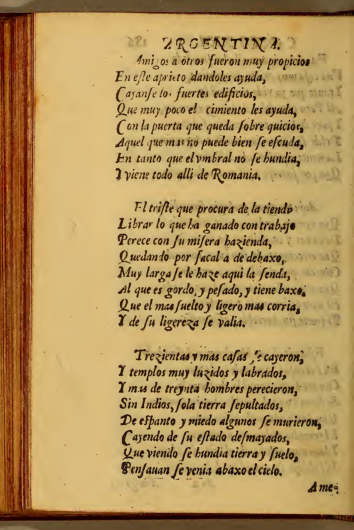 ARGENTINA.
Amigos a otros fueron muy propicios
En este aprieto dandoles ayuda,
Cayanse los fuertes edificios,
Que muy poco el cimiento les ayuda,
Con la puerta que queda sobre quicios,
Aquel que mas no puede bien se escuda,
En tanto que el vmbral no se hundia,
Y viene todo alli de Romania.
El triste que procura de la tienda
Librar lo que ha ganado con trabajo
Perece con su misera hazienda,
Quedando por sacal a de debaxo,
Muy larga se le haze aqui la senda,
Al que es gordo, y pesado, y tiene baxo,
Que el mas suelto y ligero mas corria,
Y de su ligereza se valia.
Trezientas y mas casas se cayeron,
Y templos muy luzidos y labrados,
Y mas de treynta hombres perecieron,
Sin Indios, sola tierra sepultados,
De espanto y miedo algunos se murieron,
Cayendo de su estado desmayados,
Que viendo se hundia tierra y suelo,
Pensauan se venia abaxo el cielo.
Ame-